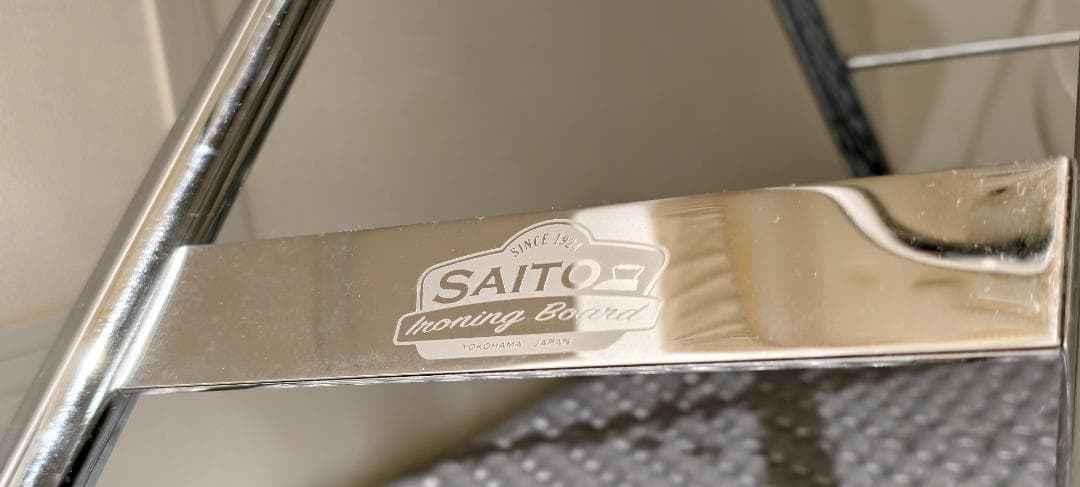 SINCE 1924
SAITO
Ironing Board
YOKOHAMA JAPAN